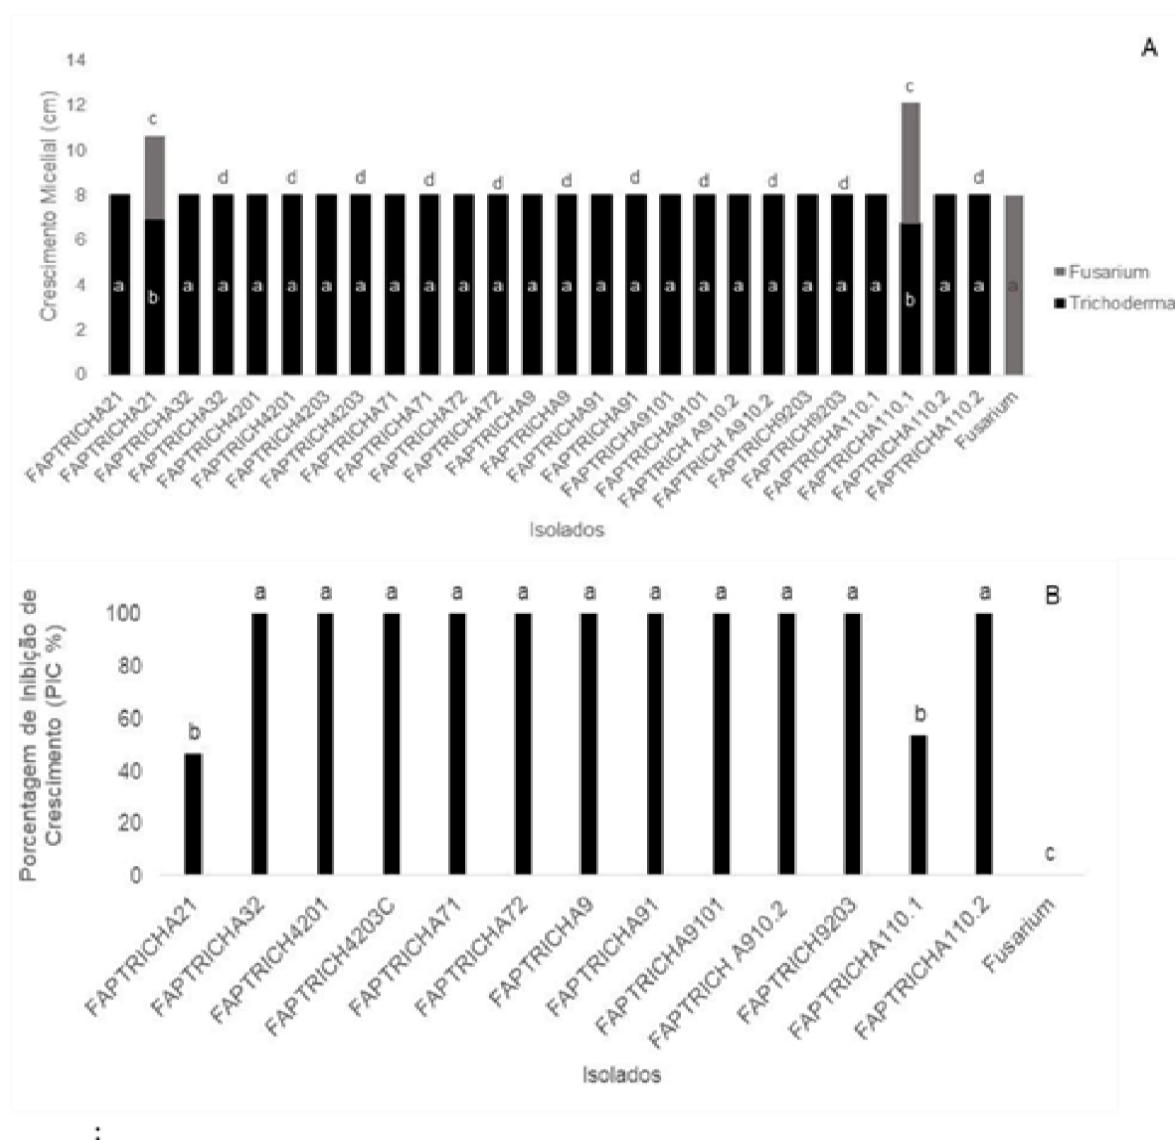 A
Crescimento Micelial (cm)
14
12
10
8
6
4
2
0
c
c
d d d d d d d d d d d
a a a a a a a a a a a a a a a a a a a a a a a a
b
b
Fusarium
Trichoderma
FAPTRICHA21
FAPTRICHA21
FAPTRICHA32
FAPTRICHA32
FAPTRICH4201
FAPTRICH4201
FAPTRICH4203
FAPTRICH4203
FAPTRICHA71
FAPTRICHA71
FAPTRICHA72
FAPTRICHA72
FAPTRICHA9
FAPTRICHA9
FAPTRICHA91
FAPTRICHA91
FAPTRICHA9101
FAPTRICHA9101
FAPTRICH A910.2
FAPTRICH A910.2
FAPTRICH9203
FAPTRICH9203
FAPTRICHA110.1
FAPTRICHA110.1
FAPTRICHA110.2
FAPTRICHA110.2
Fusarium
Isolados
B
Porcentagem de Inibição de
Crescimento (PIC %)
100
80
60
40
20
0
b a a a a a a a a a a b a c
FAPTRICHA21
FAPTRICHA32
FAPTRICH4201
FAPTRICH4203C
FAPTRICHA71
FAPTRICHA72
FAPTRICHA9
FAPTRICHA91
FAPTRICHA9101
FAPTRICH A910.2
FAPTRICH9203
FAPTRICHA110.1
FAPTRICHA110.2
Fusarium
Isolados
: